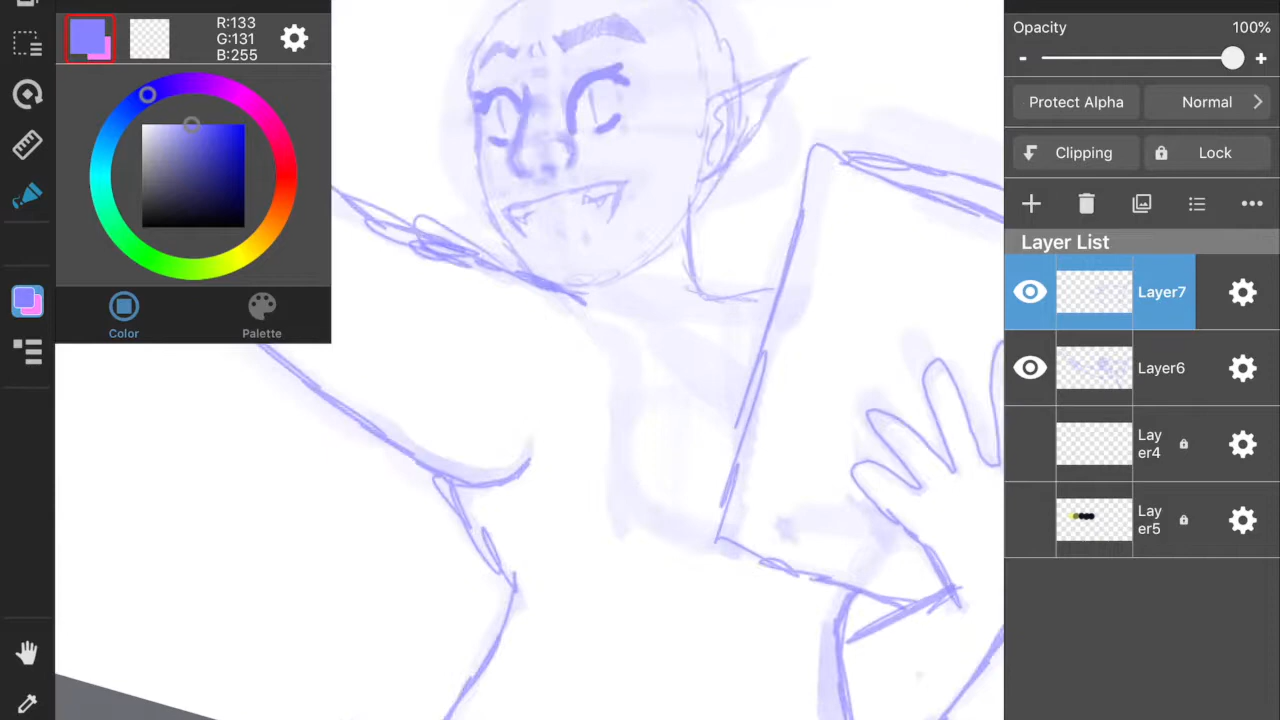 R:133
G:131
B:255
Color
Palette
Opacity
100%
-
+
Protect Alpha
Normal
Clipping
Lock
Layer List
Layer7
Layer6
Lay
er4
Lay
er5